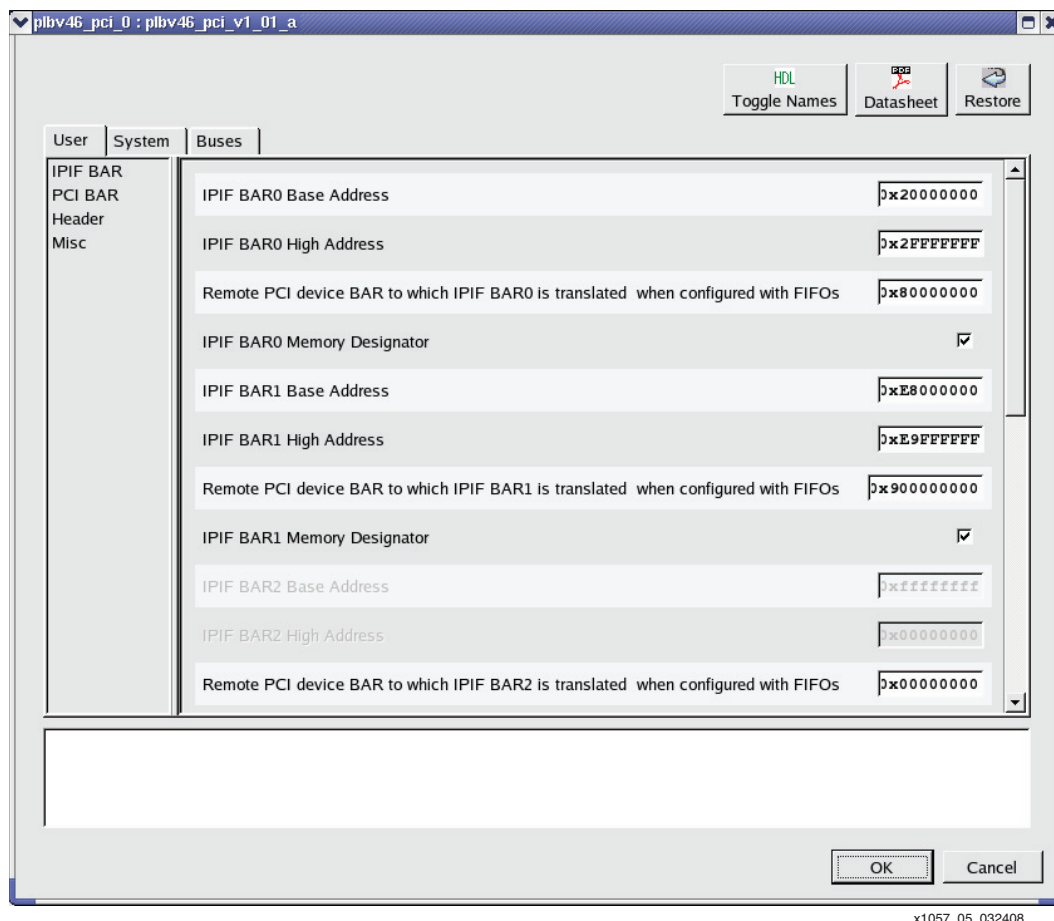 plbv46_pci_0 : plbv46_pci_v1_01_a
HDL
Toggle Names
PDF
Datasheet
Restore
User
System
Buses
IPIF BAR
PCI BAR
Header
Misc
IPIF BAR0 Base Address 0x20000000
IPIF BAR0 High Address 0x2FFFFFFF
Remote PCI device BAR to which IPIF BAR0 is translated when configured with FIFOs 0x80000000
IPIF BAR0 Memory Designator
IPIF BAR1 Base Address 0xE8000000
IPIF BAR1 High Address 0xE9FFFFFF
Remote PCI device BAR to which IPIF BAR1 is translated when configured with FIFOs 0x900000000
IPIF BAR1 Memory Designator
IPIF BAR2 Base Address 0xffffffff
IPIF BAR2 High Address 0x00000000
Remote PCI device BAR to which IPIF BAR2 is translated when configured with FIFOs 0x00000000
OK
Cancel
x1057_05_032408